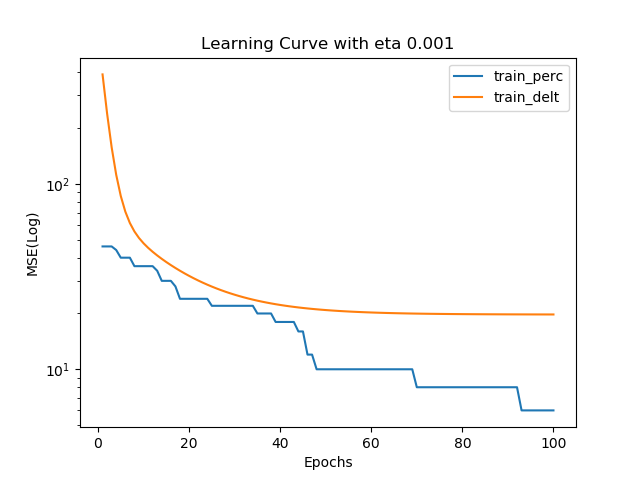 Learning Curve with eta 0.001
train_perc
train_delt
MSE(Log)
10²
10¹
0 20 40 60 80 100
Epochs